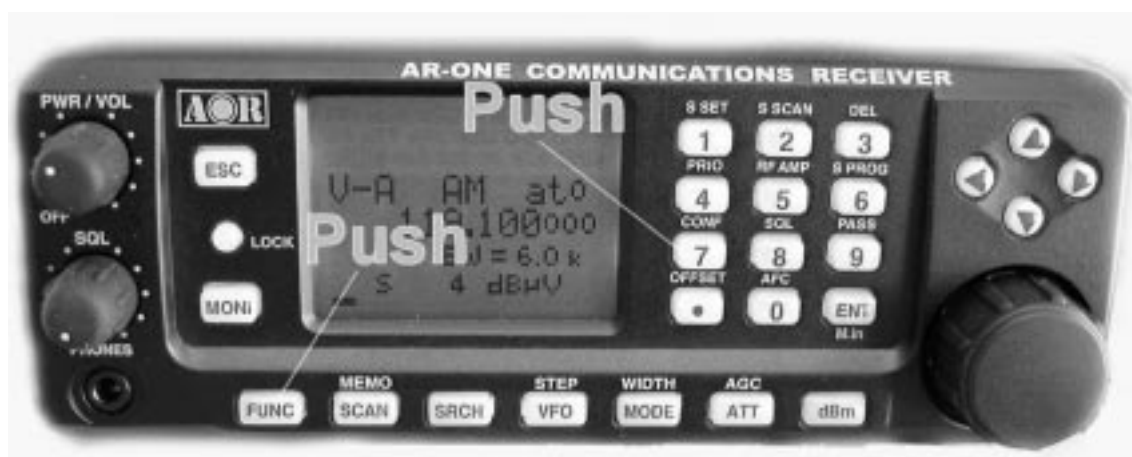 AR-ONE COMMUNICATIONS RECEIVER
PWR / VOL
AOR
Push
S SET S SCAN DEL
1 2 3
ESC
PRIO RF AMP S PROG
V-A AM ato
4 5 6
OFF
CONF SQL PASS
SQL
LOCK
Push
BW = 6.0 k
7 8 9
OFFSET AFC
S 4 dBµV
MONi
• 0 ENT
M.in
PHONES
MEMO STEP WIDTH AGC
FUNC SCAN SRCH VFO MODE ATT dBm